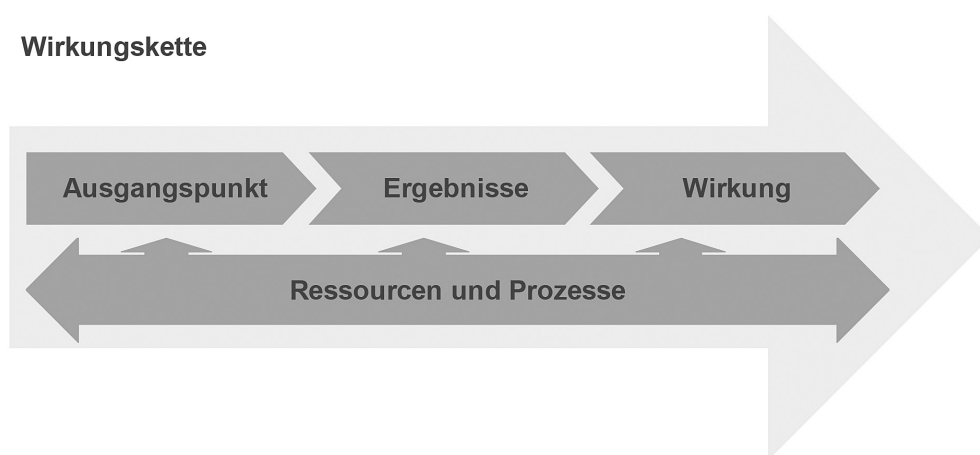 Wirkungskette
Ausgangspunkt
Ergebnisse
Wirkung
Ressourcen und Prozesse